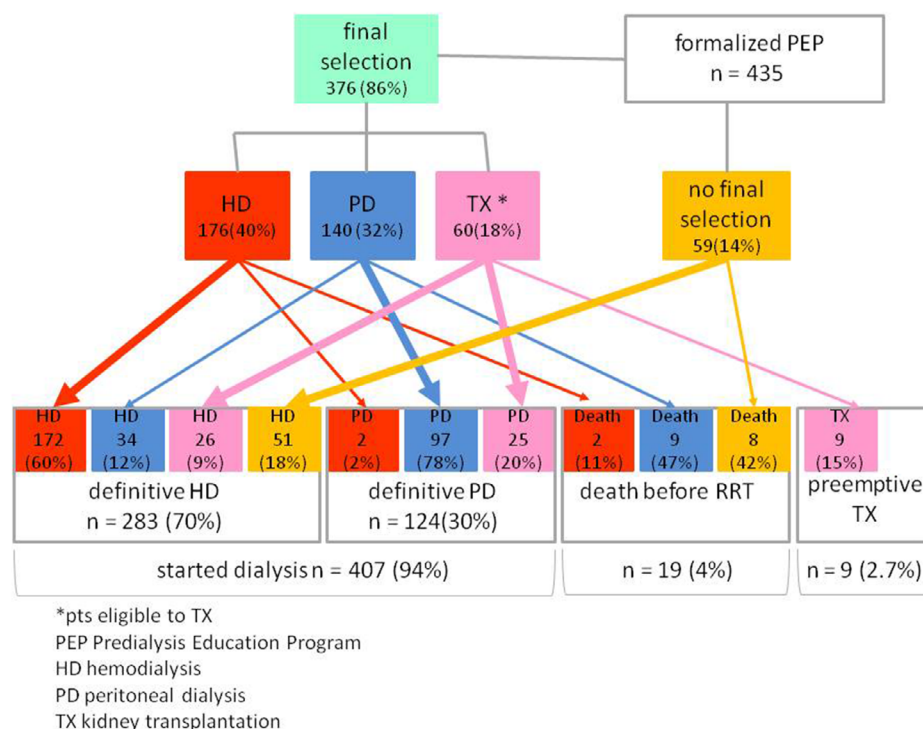 final
selection
376 (86%)
formalized PEP
n = 435
HD
176(40%)
PD
140 (32%)
TX *
60(18%)
no final
selection
59(14%)
HD
172
(60%)
HD
34
(12%)
HD
26
(9%)
HD
51
(18%)
PD
2
(2%)
PD
97
(78%)
PD
25
(20%)
Death
2
(11%)
Death
9
(47%)
Death
8
(42%)
TX
9
(15%)
definitive HD
n = 283 (70%)
definitive PD
n = 124(30%)
death before RRT
preemptive
TX
started dialysis n = 407 (94%)
n = 19 (4%)
n = 9 (2.7%)
*pts eligible to TX
PEP Predialysis Education Program
HD hemodialysis
PD peritoneal dialysis
TX kidney transplantation